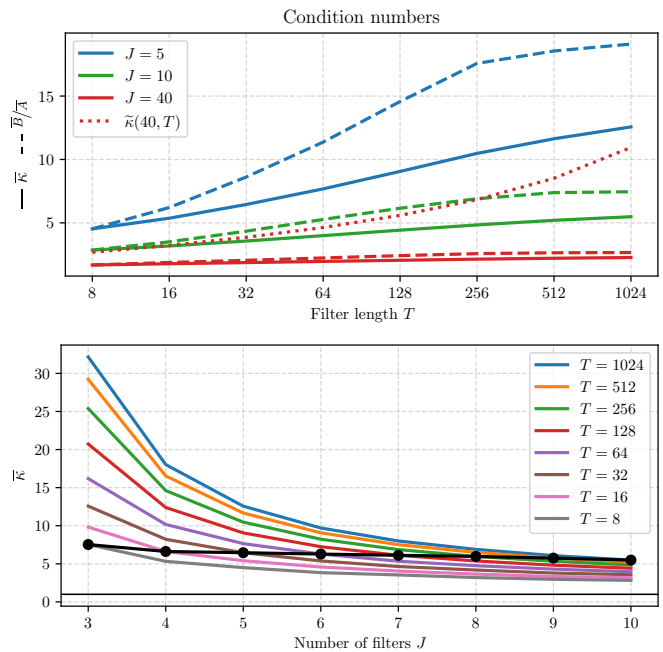 Condition numbers
J = 5
J = 10
J = 40
κ̃(40, T)
κ̅ B̅/A̅
15
10
5
8 16 32 64 128 256 512 1024
Filter length T
T = 1024
T = 512
T = 256
T = 128
T = 64
T = 32
T = 16
T = 8
κ̅
30
25
20
15
10
5
0
3 4 5 6 7 8 9 10
Number of filters J